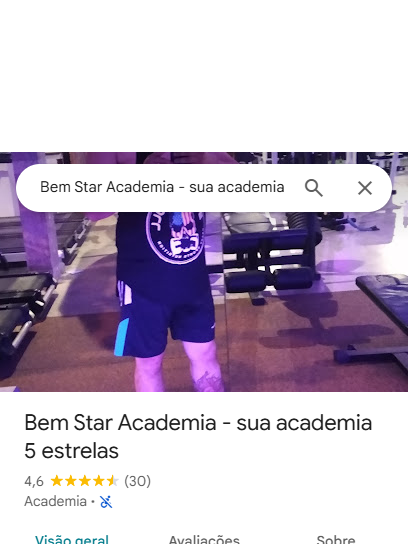 Bem Star Academia - sua academia
Bem Star Academia - sua academia
5 estrelas
4,6 (30)
Academia •
Visão geral Avaliações Sobre